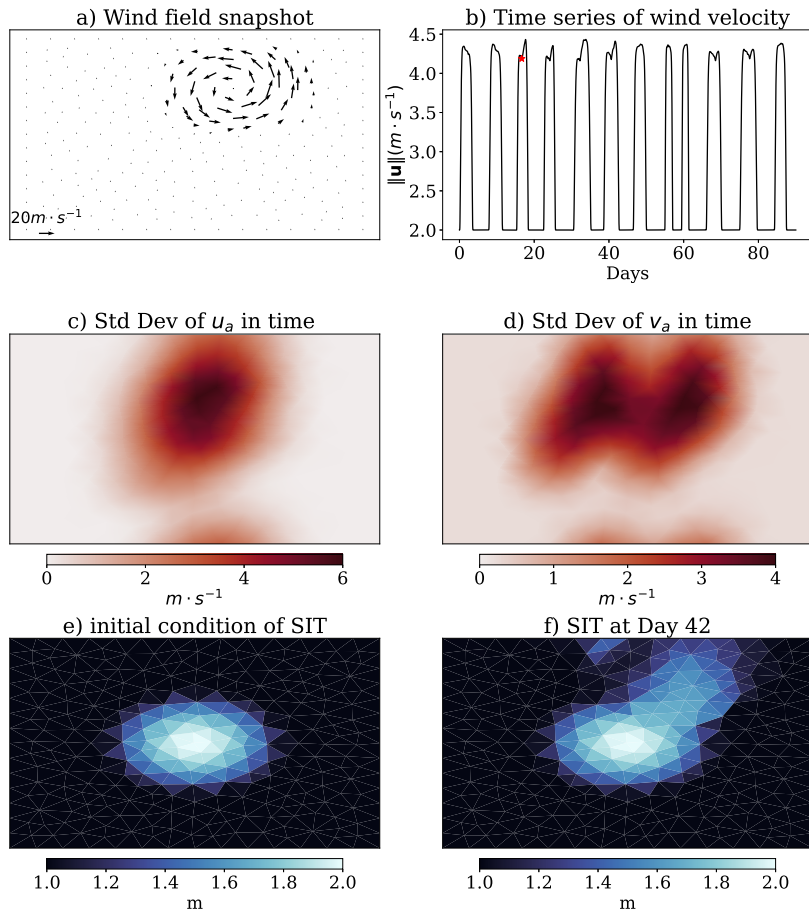 a) Wind field snapshot
20m · s⁻¹
b) Time series of wind velocity
‖u‖(m · s⁻¹)
4.5
4.0
3.5
3.0
2.5
2.0
0 20 40 60 80
Days
c) Std Dev of uₐ in time
0 2 4 6
m · s⁻¹
d) Std Dev of vₐ in time
0 1 2 3 4
m · s⁻¹
e) initial condition of SIT
1.0 1.2 1.4 1.6 1.8 2.0
m
f) SIT at Day 42
1.0 1.2 1.4 1.6 1.8 2.0
m